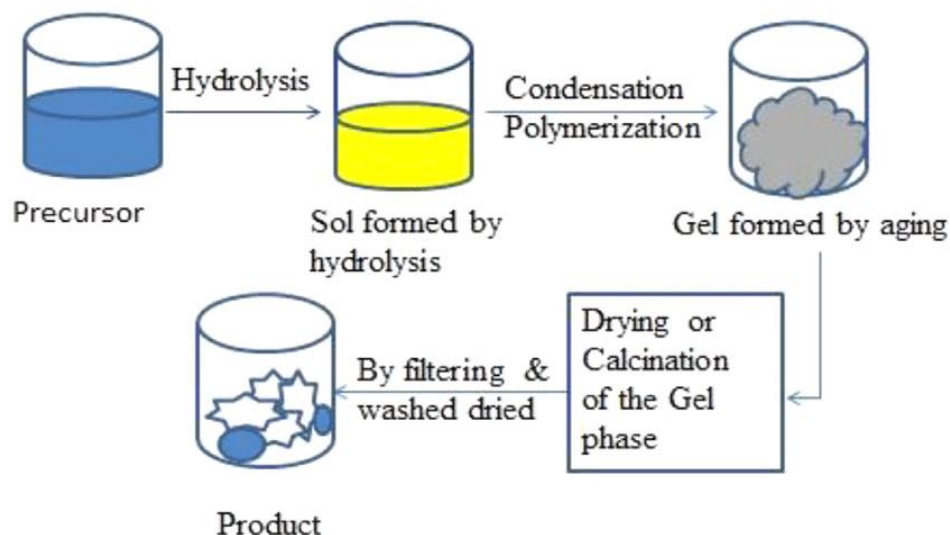 Hydrolysis
Condensation
Polymerization
Precursor
Sol formed by
hydrolysis
Gel formed by aging
Drying or
Calcination
of the Gel
phase
By filtering &
washed dried
Product